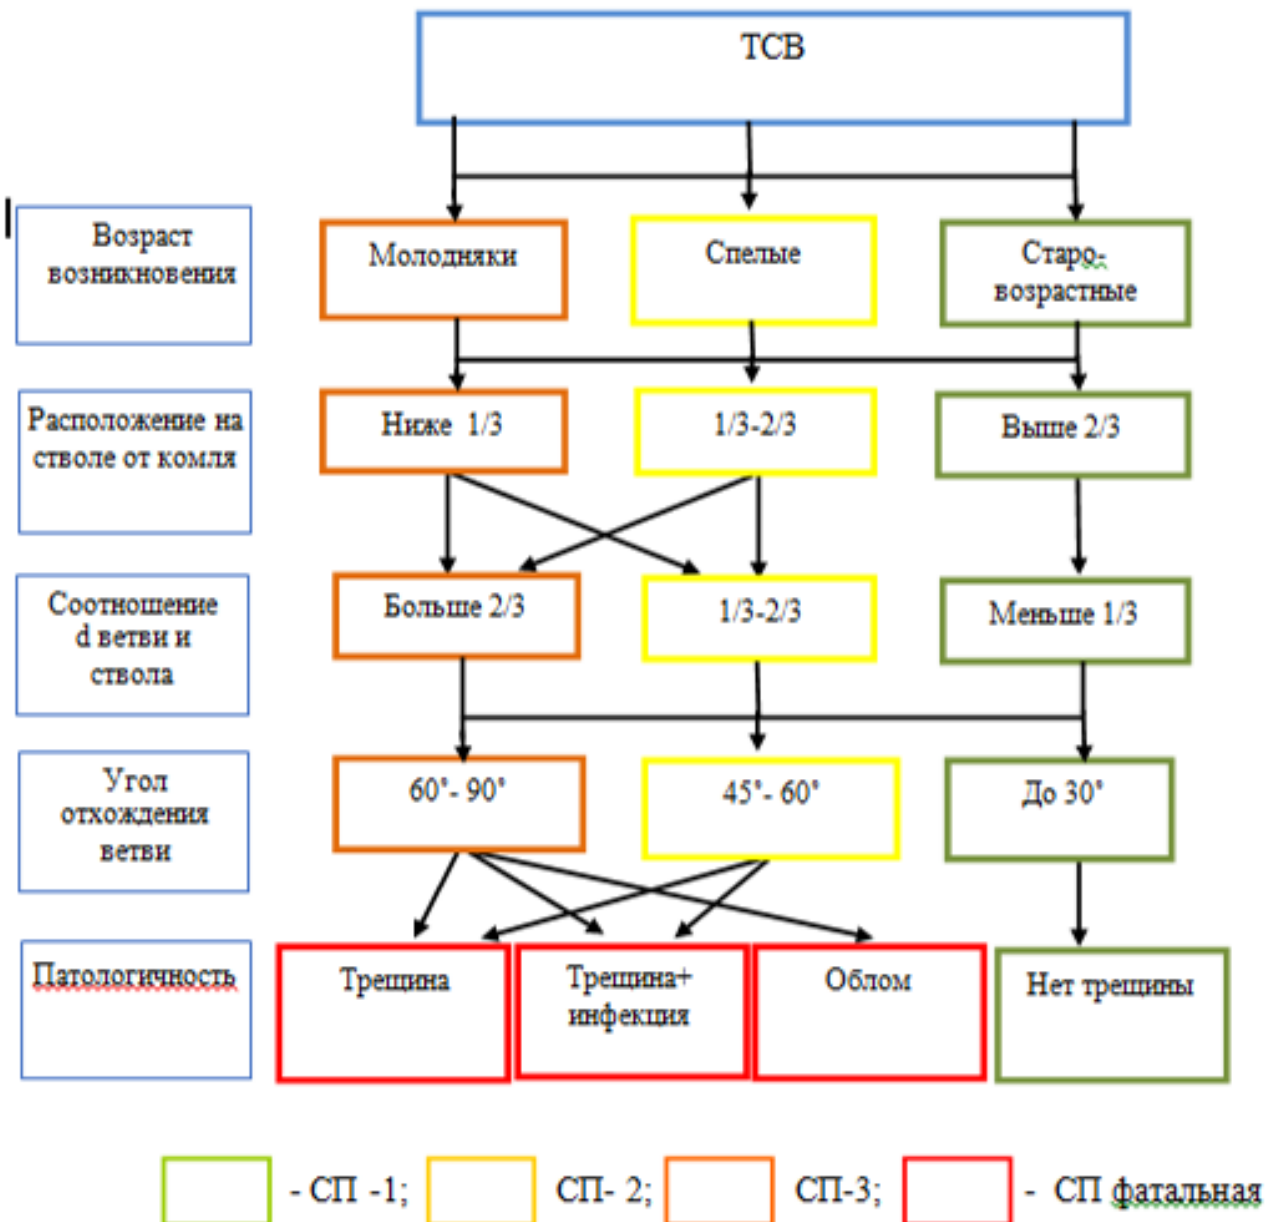 ТСВ
Возраст
возникновения
Молодняки
Спелые
Старо-
возрастные
Расположение на
стволе от комля
Ниже 1/3
1/3-2/3
Выше 2/3
Соотношение
d ветви и
ствола
Больше 2/3
1/3-2/3
Меньше 1/3
Угол
отхождения
ветви
60˚- 90˚
45˚- 60˚
До 30˚
Патологичность
Трещина
Трещина+
инфекция
Облом
Нет трещины
- СП -1; СП- 2; СП-3; - СП фатальная